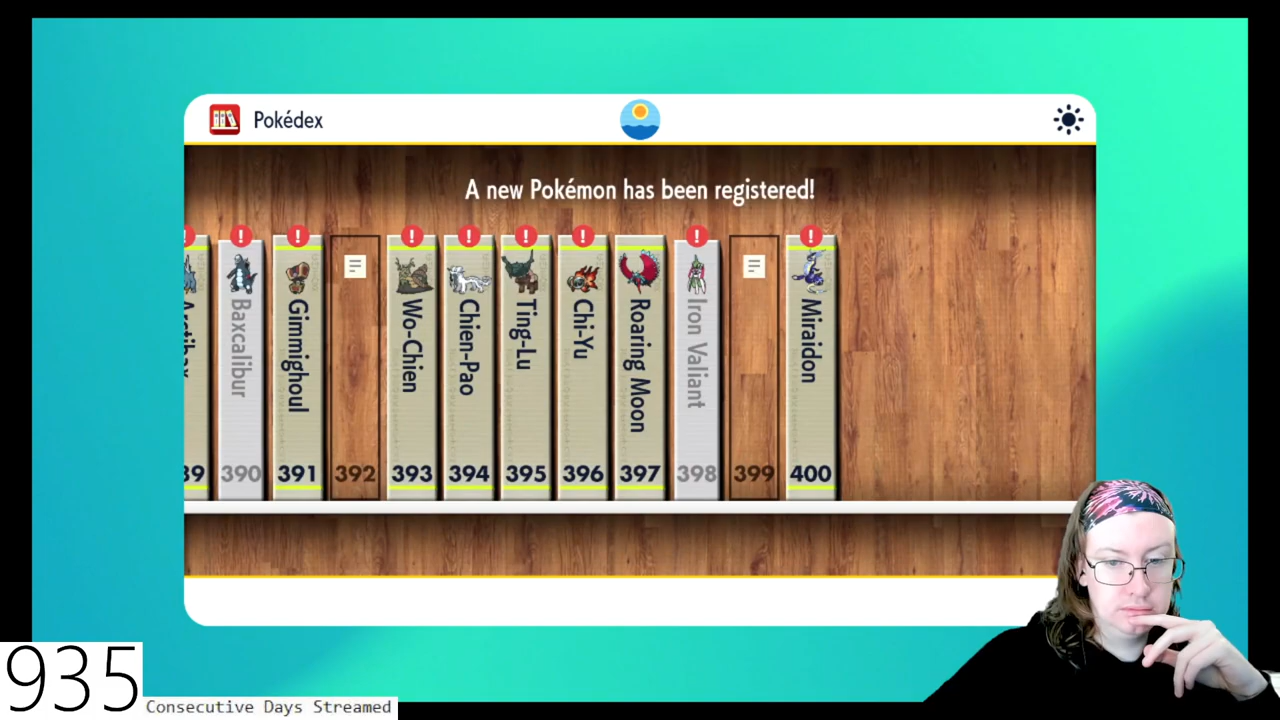 Pokédex
A new Pokémon has been registered!
Baxcalibur
Gimmighoul
Wo-Chien
Chien-Pao
Ting-Lu
Chi-Yu
Roaring Moon
Iron Valiant
Miraidon
39 390 391 392 393 394 395 396 397 398 399 400
935 Consecutive Days Streamed